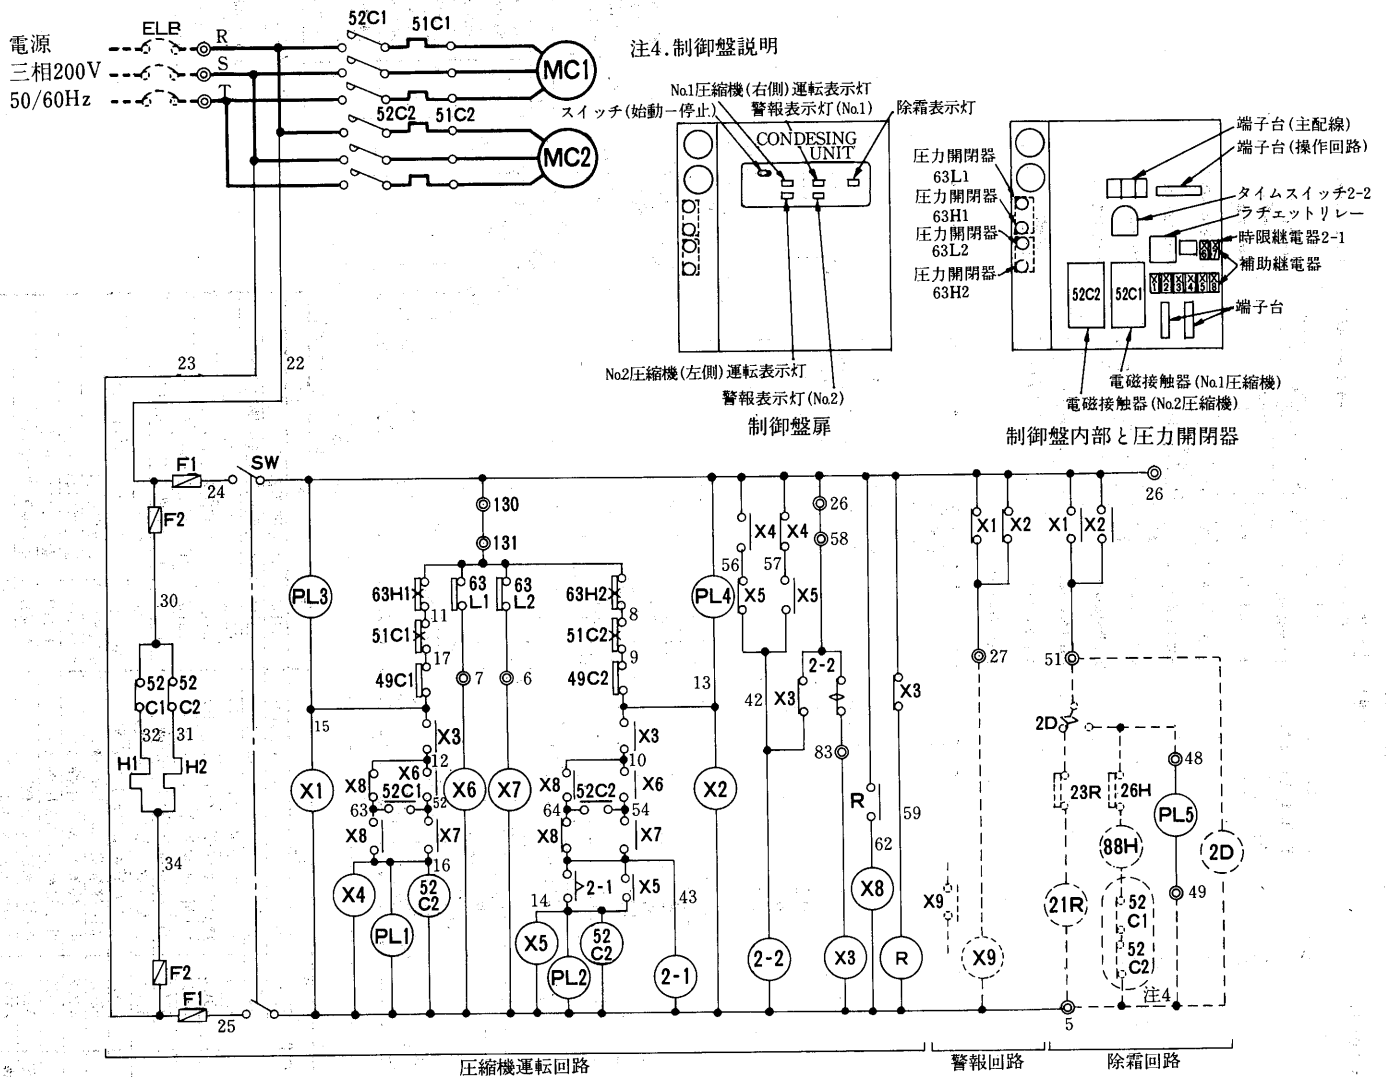 電源
三相200V
50/60Hz
ELB
R
S
T
52C1
51C1
MC1
52C2
51C2
MC2
注4.制御盤説明
No.1圧縮機(右側)運転表示灯
スイッチ(始動ー停止)
警報表示灯(No.1)
除霜表示灯
CONDESING
UNIT
No.2圧縮機(左側)運転表示灯
警報表示灯(No.2)
制御盤扉
圧力開閉器
63L1
圧力開閉器
63H1
圧力開閉器
63L2
圧力開閉器
63H2
端子台(主配線)
端子台(操作回路)
タイムスイッチ2-2
ラチェットリレー
時限継電器2-1
補助継電器
端子台
52C2
52C1
X6
X7
X1
X2
X3
X4
X5
X8
電磁接触器(No.1圧縮機)
電磁接触器(No.2圧縮機)
制御盤内部と圧力開閉器
23
22
F1
24
SW
F2
30
52
C1
52
C2
32
31
H1
H2
34
F2
F1
25
PL3
15
X1
130
131
63H1
11
51C1
17
49C1
X3
12
X8
X6
52C1
63
52
X8
X7
16
X4
PL1
52
C2
63
L1
7
X6
63
L2
6
X7
63H2
8
51C2
9
49C2
13
X3
10
X8
X6
52C2
64
54
X8
X7
2-1
X5
14
43
X5
PL2
52
C2
2-1
PL4
X2
X4
X4
56
57
X5
X5
42
2-2
26
58
2-2
X3
83
X3
R
62
X8
X3
59
R
X1
X2
27
X9
X9
X1
X2
26
51
2D
23R
26H
48
PL5
88H
2D
21R
49
52
C1
52
C2
注4
5
圧縮機運転回路
警報回路
除霜回路